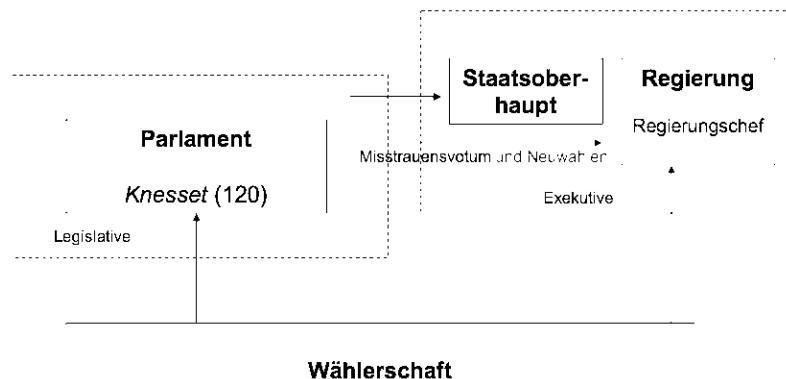 Staatsober-
haupt
Regierung
Regierungschef
Parlament
Knesset (120)
Misstrauensvotum und Neuwahlen
Exekutive
Legislative
Wählerschaft